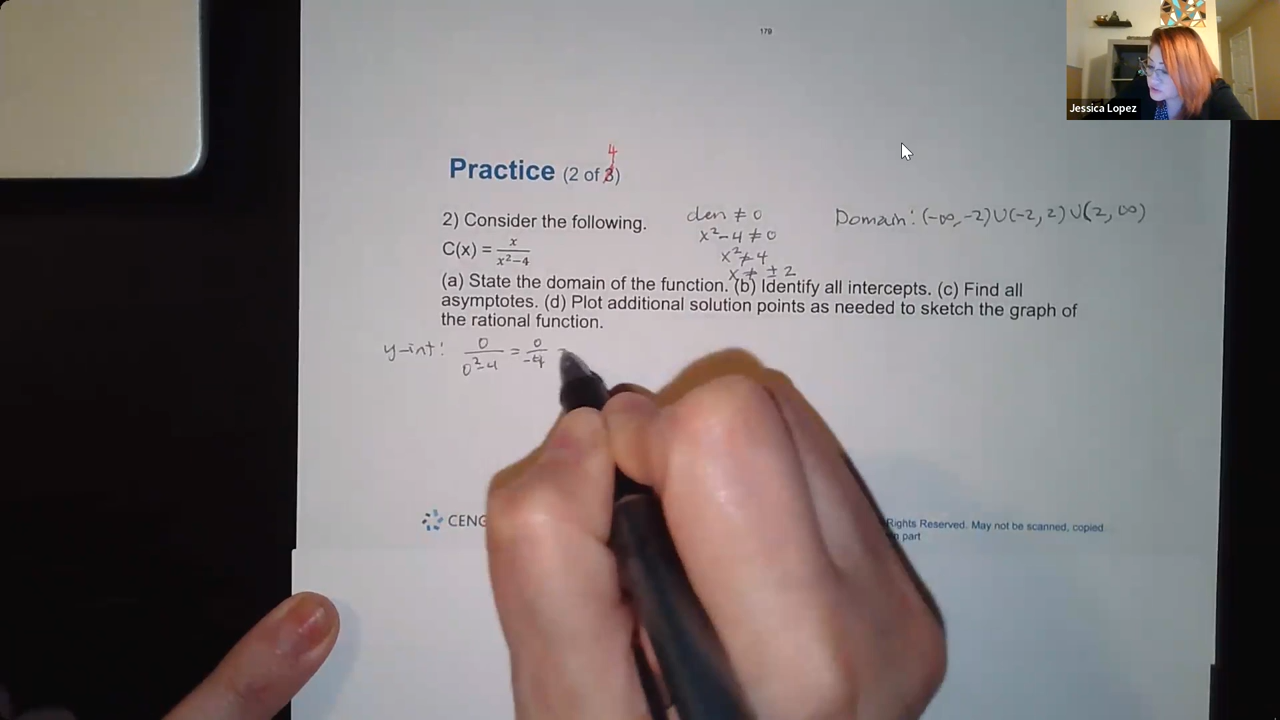 179
Jessica Lopez
Practice (2 of 3)
4
2) Consider the following.
C(x) = x/x²−4
den ≠ 0
x²−4 ≠ 0
x² ≠ 4
x ≠ ± 2
Domain: (-∞, -2)∪(-2, 2)∪(2, ∞)
(a) State the domain of the function. (b) Identify all intercepts. (c) Find all
asymptotes. (d) Plot additional solution points as needed to sketch the graph of
the rational function.
y-int: 0/0²-4 = 0/-4
Rights Reserved. May not be scanned, copied
part